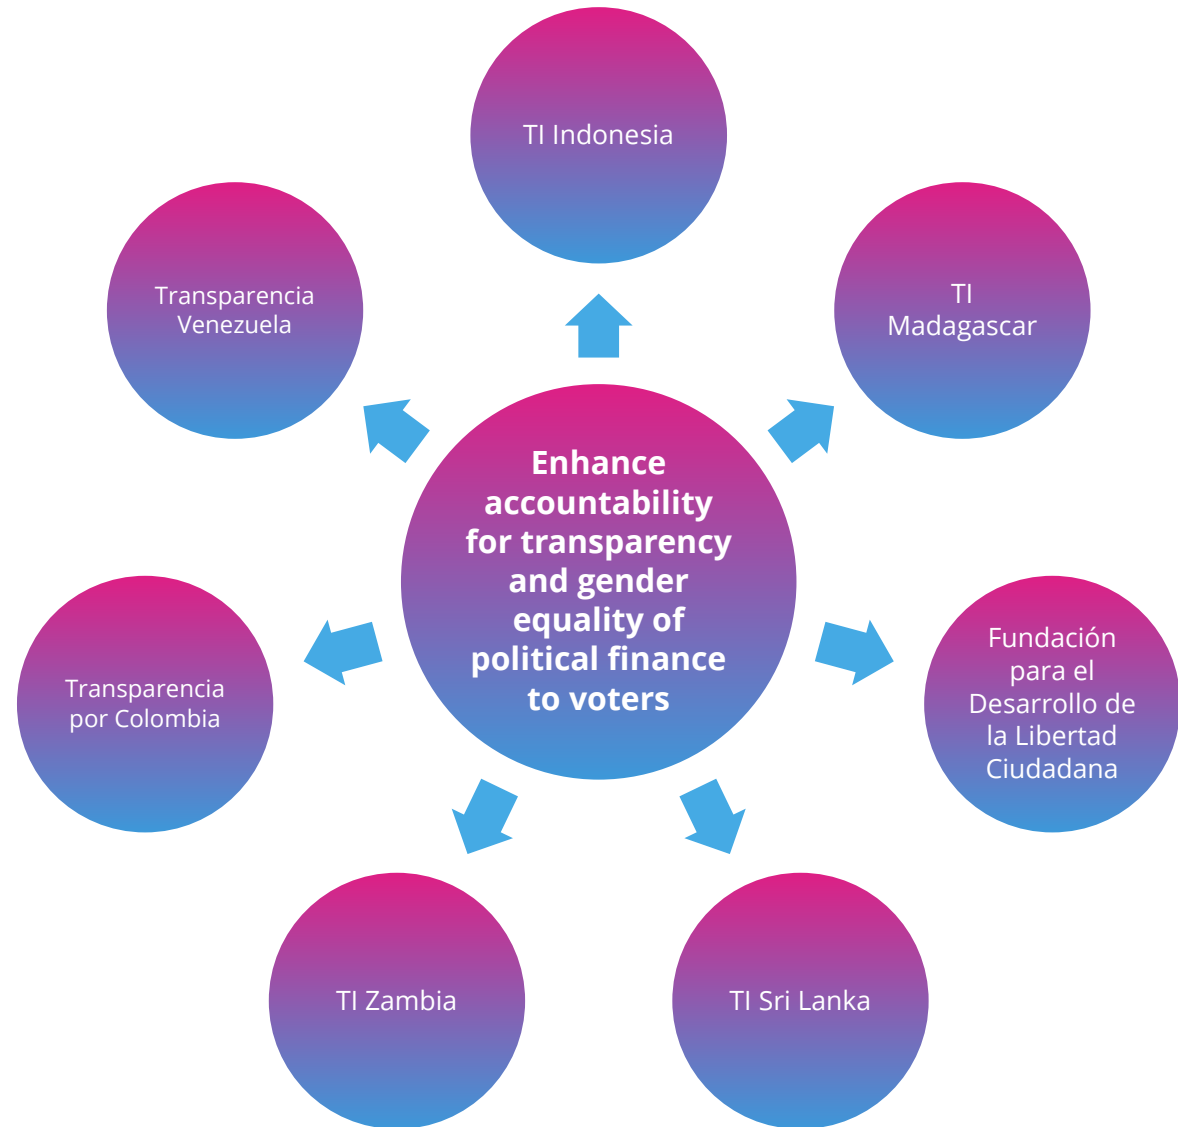 TI Indonesia
Transparencia
Venezuela
TI
Madagascar
Enhance
accountability
for transparency
and gender
equality of
political finance
to voters
Transparencia
por Colombia
Fundación
para el
Desarrollo de
la Libertad
Ciudadana
TI Zambia
TI Sri Lanka